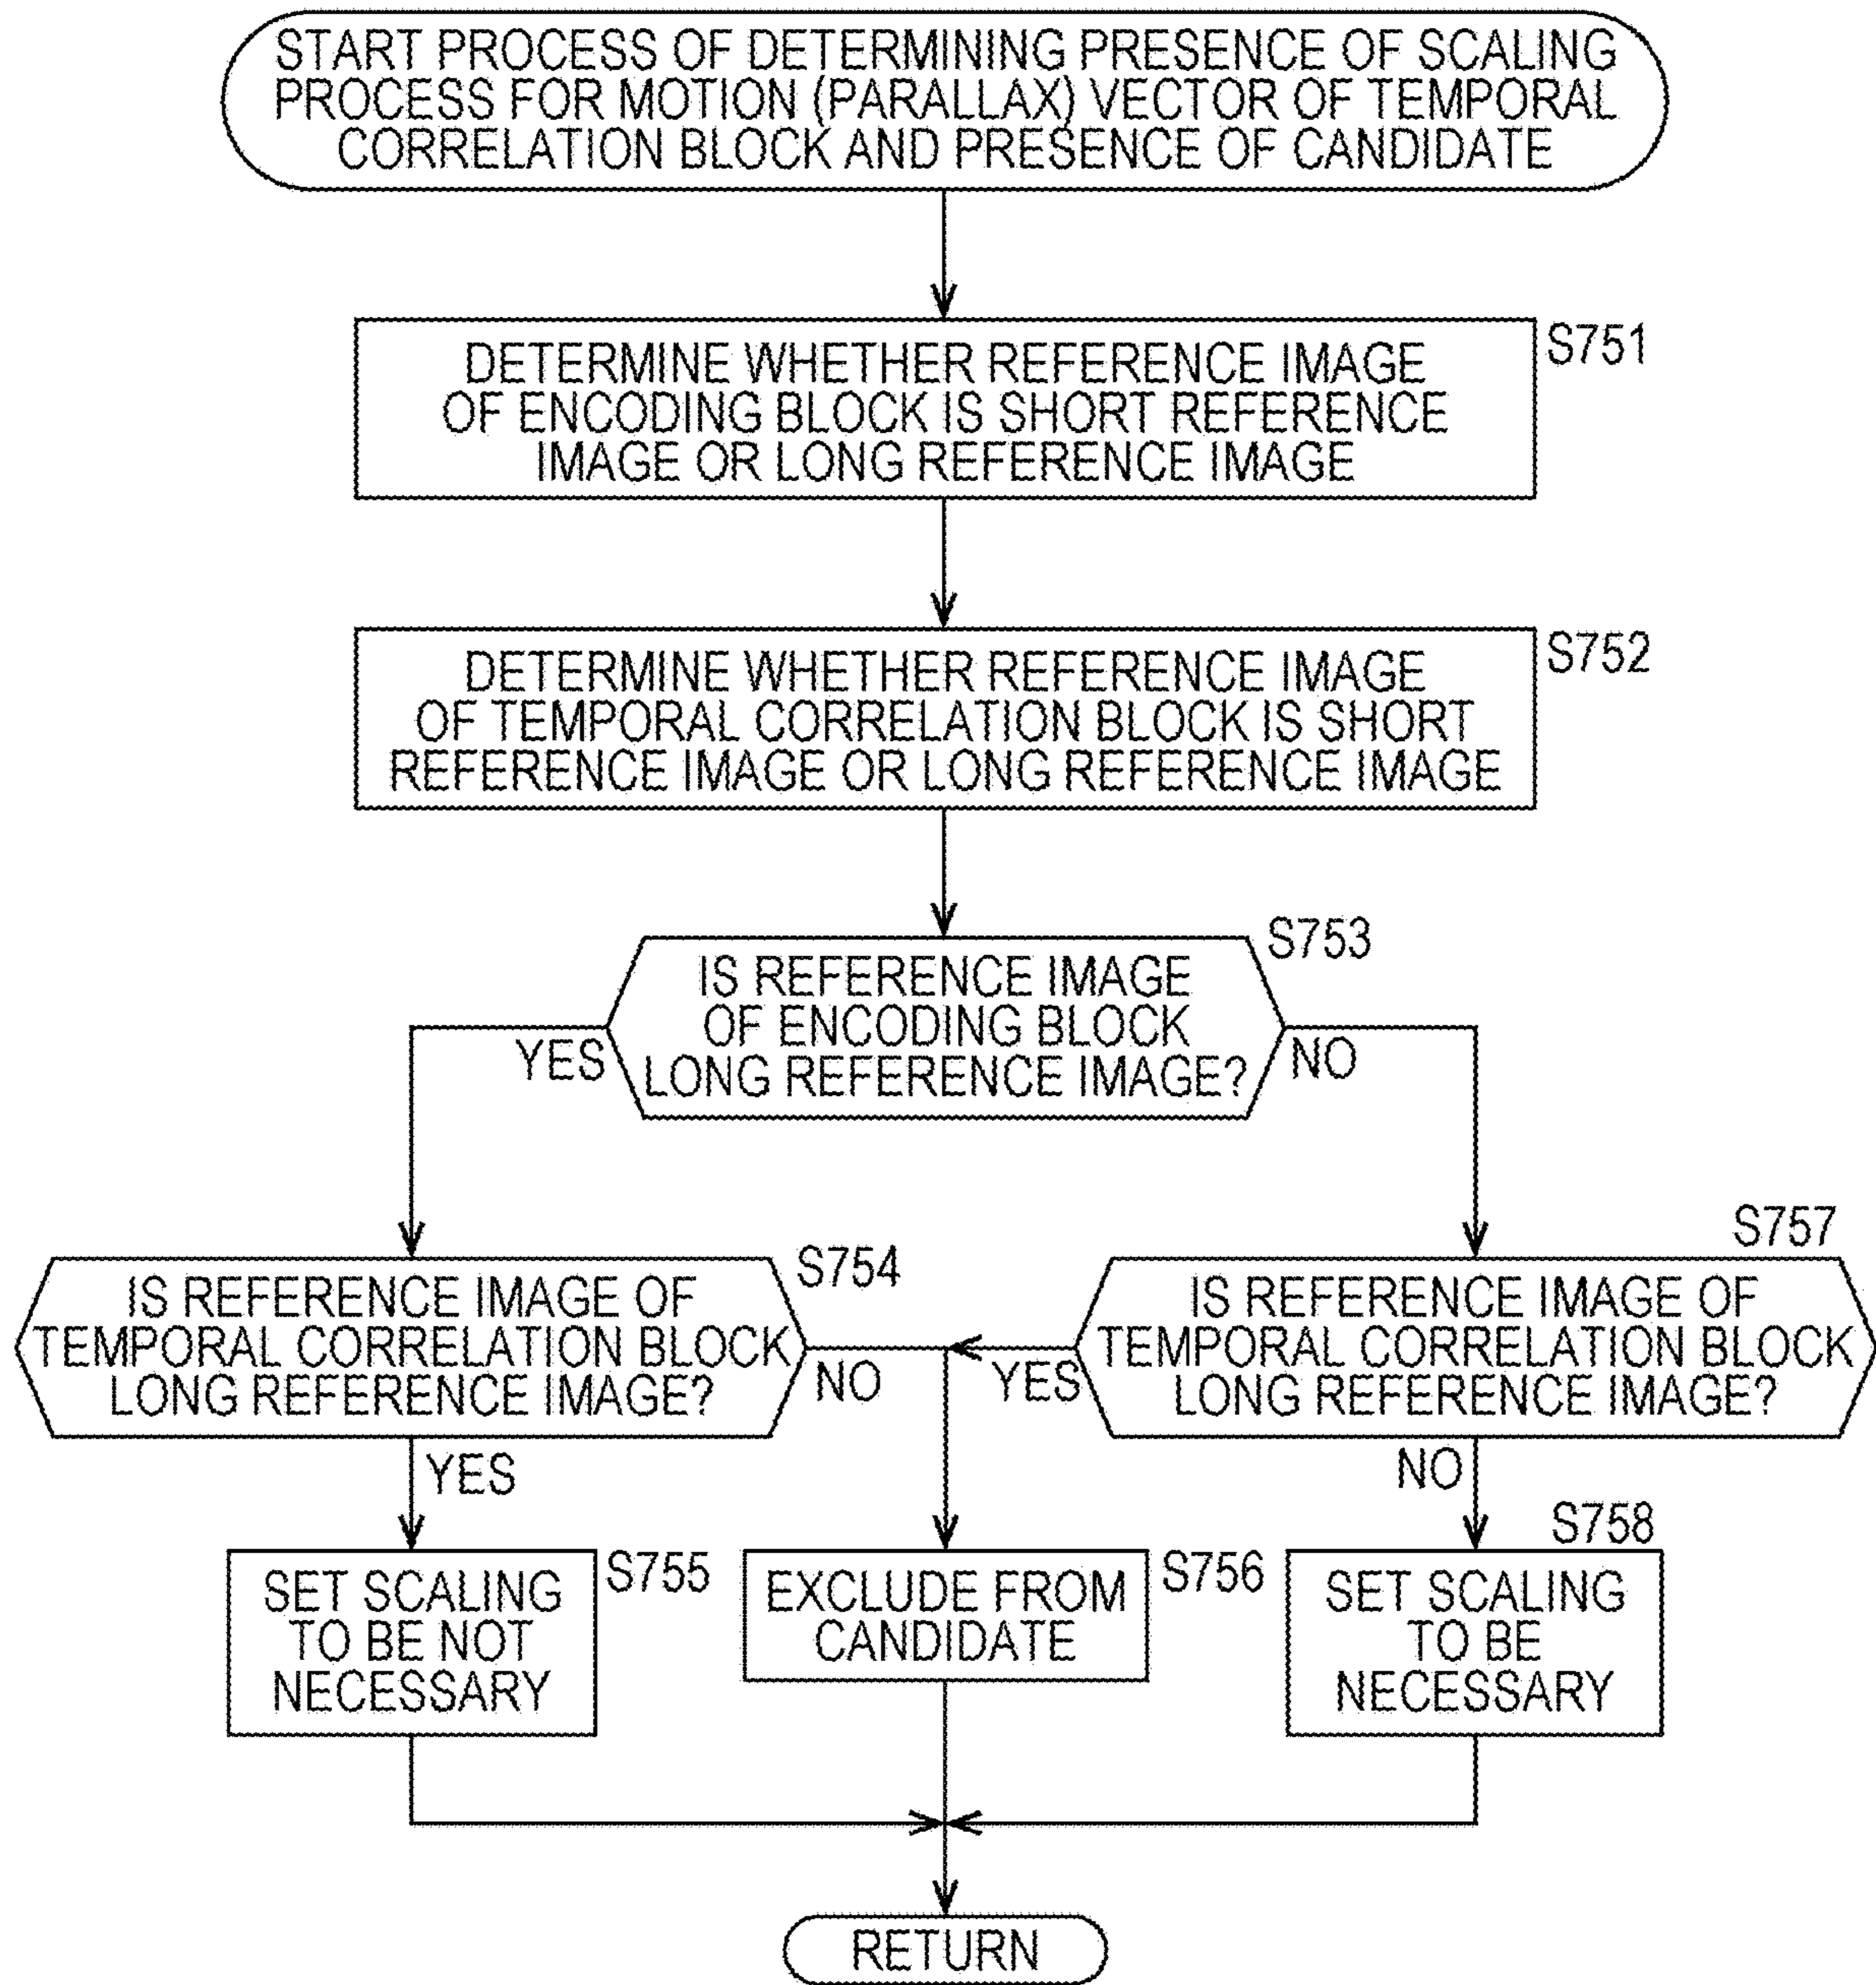 START PROCESS OF DETERMINING PRESENCE OF SCALING
PROCESS FOR MOTION (PARALLAX) VECTOR OF TEMPORAL
CORRELATION BLOCK AND PRESENCE OF CANDIDATE
S751
DETERMINE WHETHER REFERENCE IMAGE
OF ENCODING BLOCK IS SHORT REFERENCE
IMAGE OR LONG REFERENCE IMAGE
S752
DETERMINE WHETHER REFERENCE IMAGE
OF TEMPORAL CORRELATION BLOCK IS SHORT
REFERENCE IMAGE OR LONG REFERENCE IMAGE
S753
IS REFERENCE IMAGE
OF ENCODING BLOCK
LONG REFERENCE IMAGE?
YES
NO
S754
IS REFERENCE IMAGE OF
TEMPORAL CORRELATION BLOCK
LONG REFERENCE IMAGE?
NO
YES
S757
IS REFERENCE IMAGE OF
TEMPORAL CORRELATION BLOCK
LONG REFERENCE IMAGE?
YES
NO
S755
SET SCALING
TO BE NOT
NECESSARY
S756
EXCLUDE FROM
CANDIDATE
S758
SET SCALING
TO BE
NECESSARY
RETURN